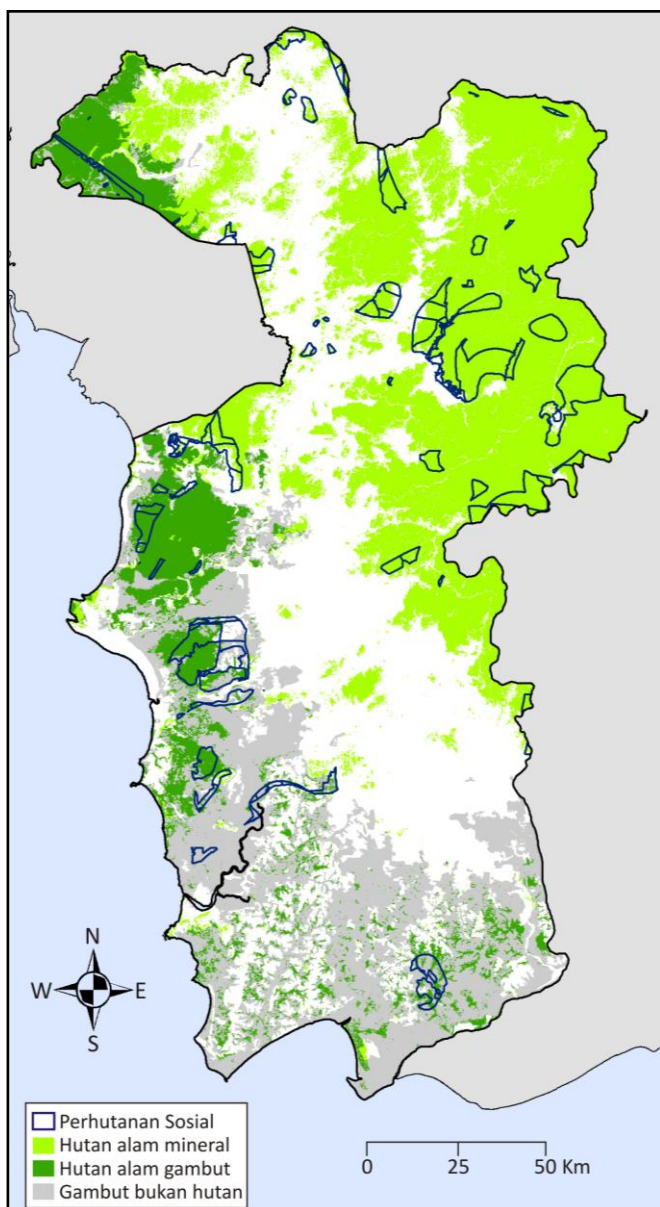 N
W E
S
Perhutanan Sosial
Hutan alam mineral
Hutan alam gambut
Gambut bukan hutan
0 25 50 Km